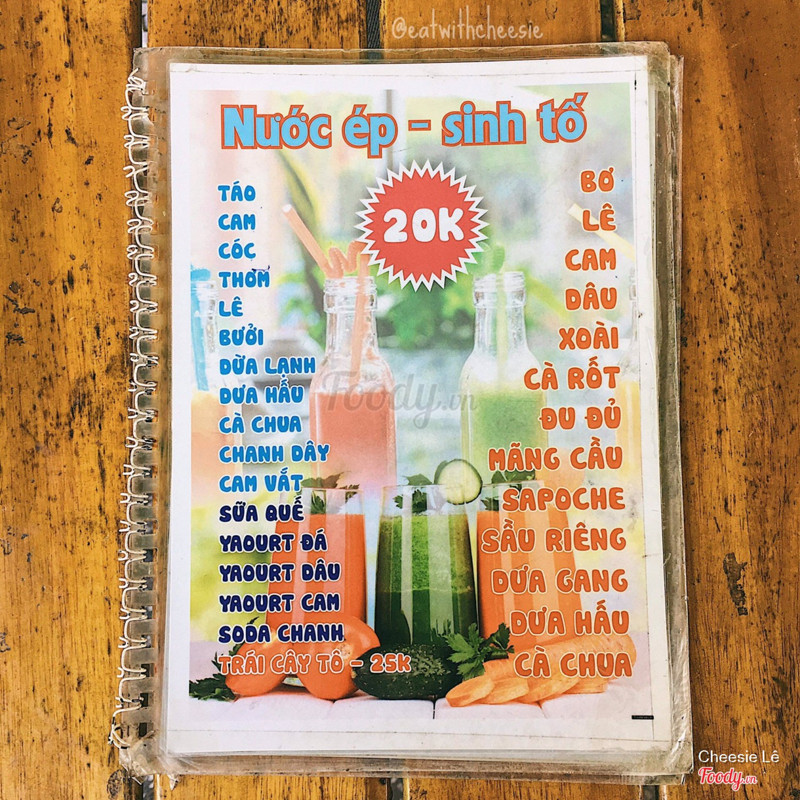 @eatwithcheesie
Nước ép - sinh tố
20K
TÁO
CAM
CÓC
THƠM
LÊ
BƯỞI
DỪA LẠNH
DƯA HẤU
CÀ CHUA
CHANH DÂY
CAM VẮT
SỮA QUẾ
YAOURT ĐÁ
YAOURT DÂU
YAOURT CAM
SODA CHANH
TRÁI CÂY TÔ - 25K
BƠ
LÊ
CAM
DÂU
XOÀI
CÀ RỐT
ĐU ĐỦ
MÃNG CẦU
SAPOCHE
SẦU RIÊNG
DƯA GANG
DƯA HẤU
CÀ CHUA
Foody.vn
Cheesie Lê
Foody.vn